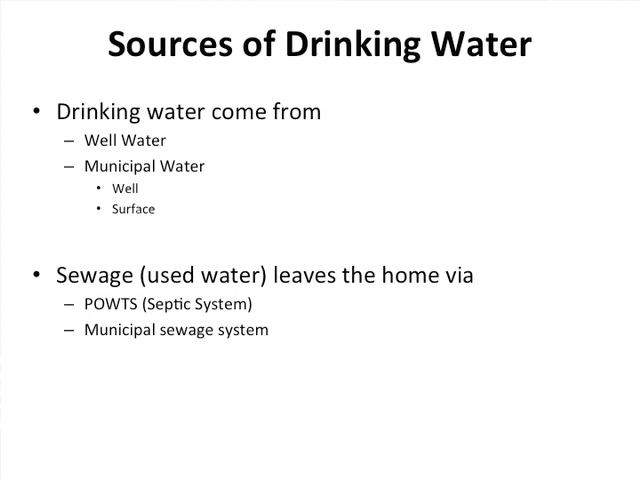 Sources of Drinking Water
• Drinking water come from
– Well Water
– Municipal Water
• Well
• Surface
• Sewage (used water) leaves the home via
– POWTS (Septic System)
– Municipal sewage system